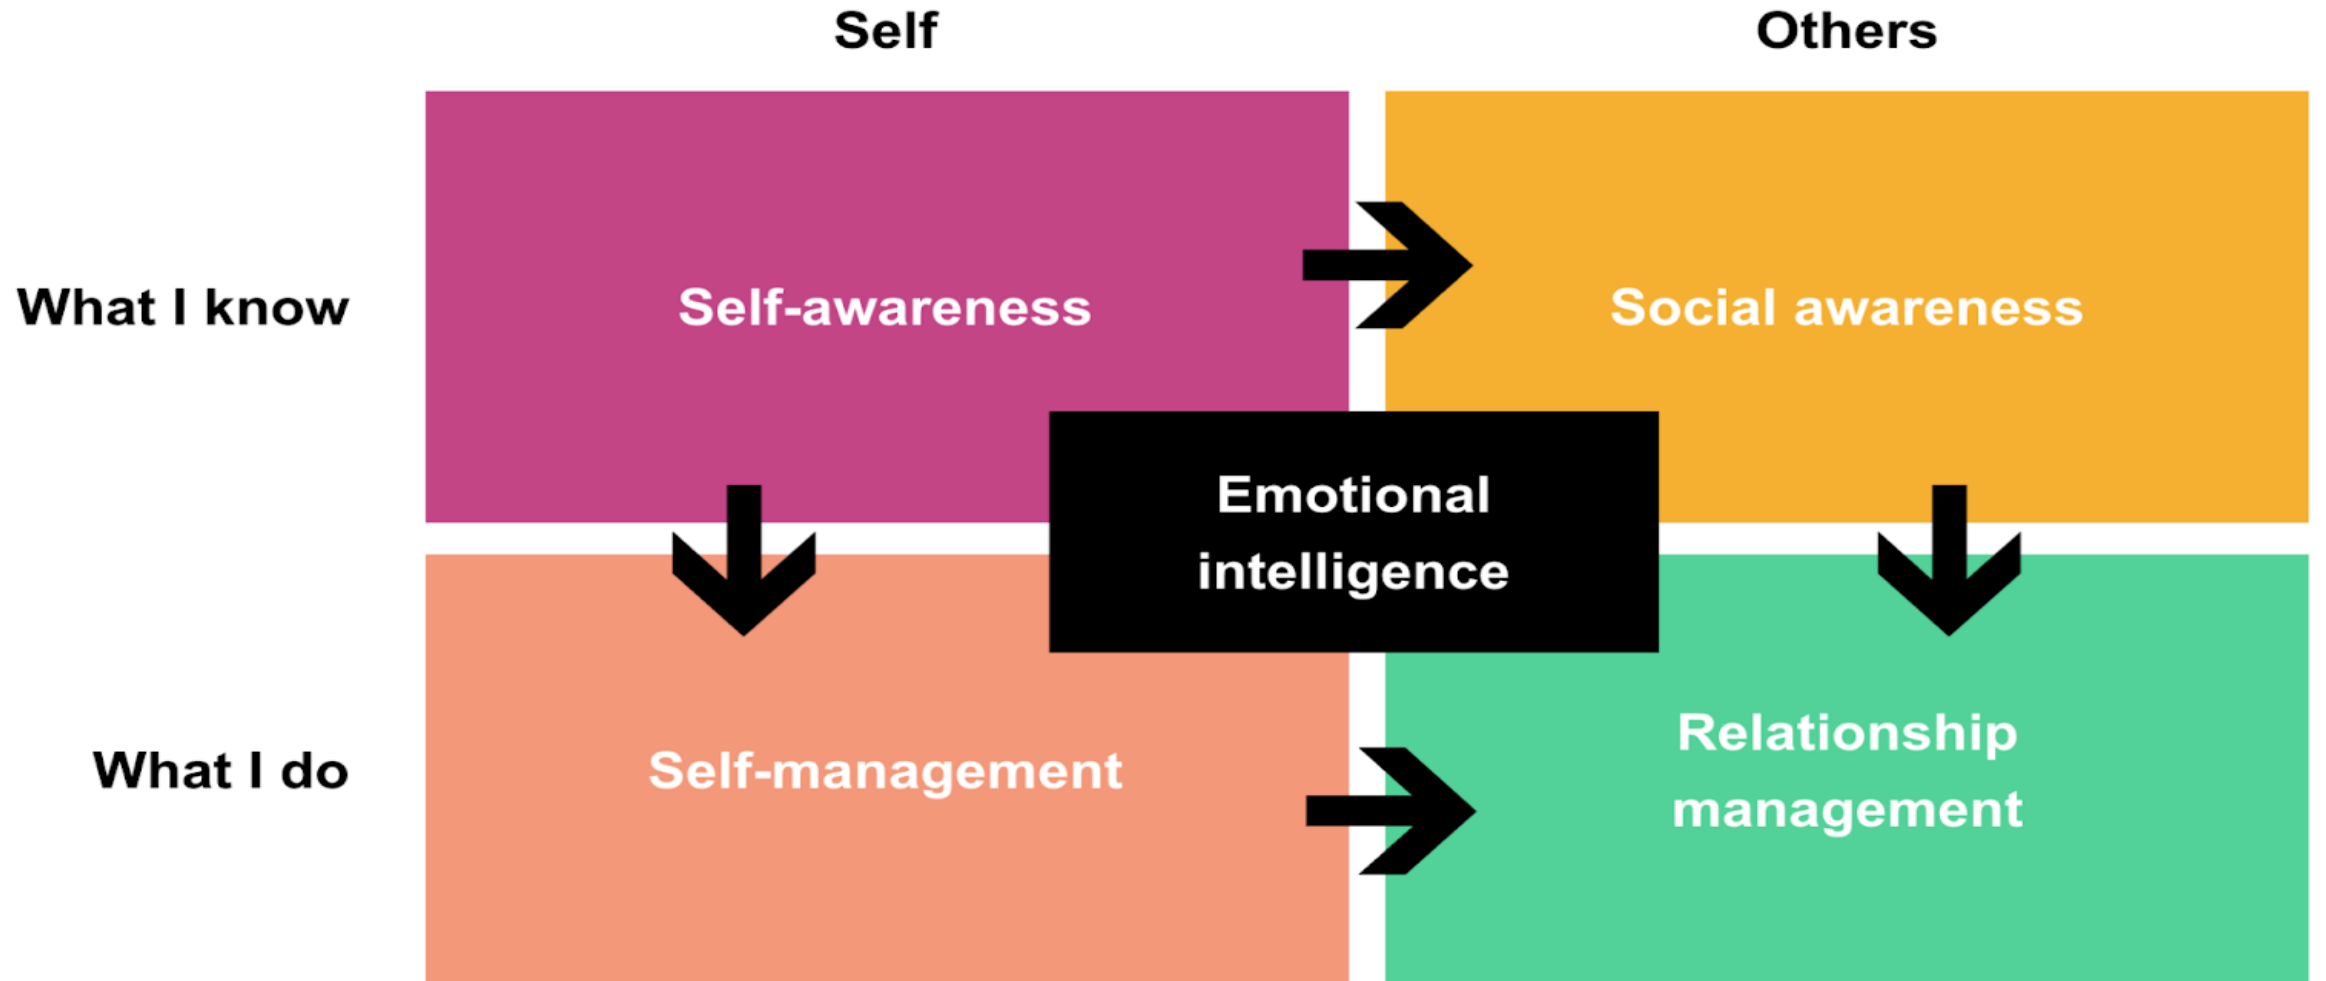 Self
Others
What I know
Self-awareness
Social awareness
Emotional
intelligence
What I do
Self-management
Relationship
management